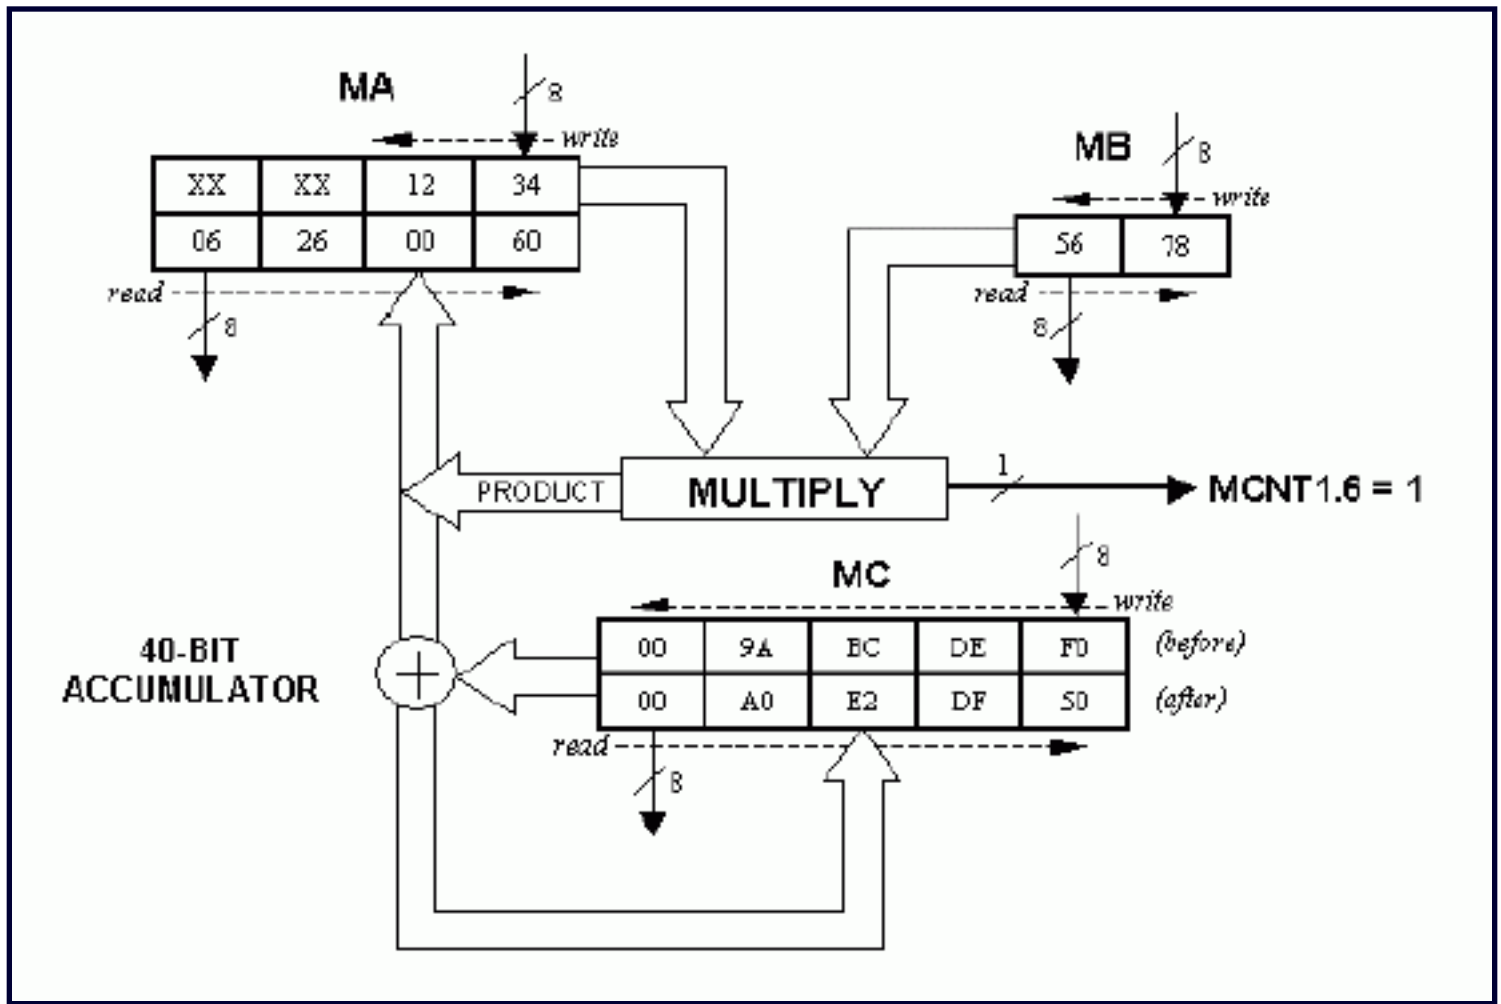 MA
8
write
XX XX 12 34
06 26 00 60
read
8
MB
8
write
56 78
read
8
PRODUCT
MULTIPLY
1
MCNT1.6 = 1
MC
8
write
40-BIT
ACCUMULATOR
00 9A BC DE F0 (before)
00 A0 E2 DF 50 (after)
read
8